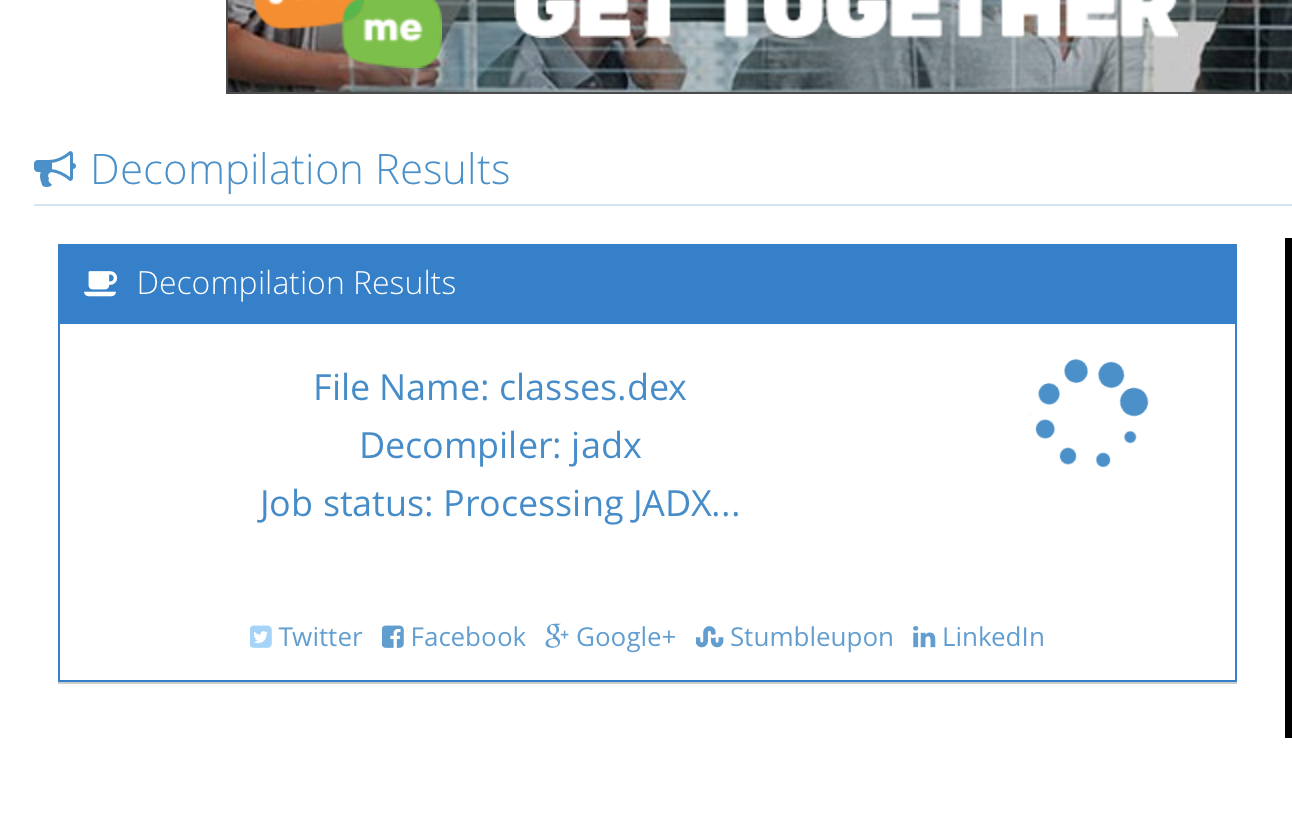 me
GET TOGETHER
Decompilation Results
Decompilation Results
File Name: classes.dex
Decompiler: jadx
Job status: Processing JADX...
Twitter Facebook Google+ Stumbleupon LinkedIn